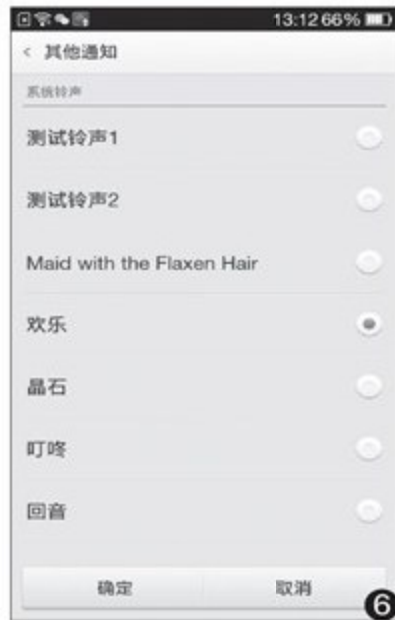 13:12 66%
< 其他通知
系统铃声
测试铃声1
测试铃声2
Maid with the Flaxen Hair
欢乐
晶石
叮咚
回音
确定 取消
6